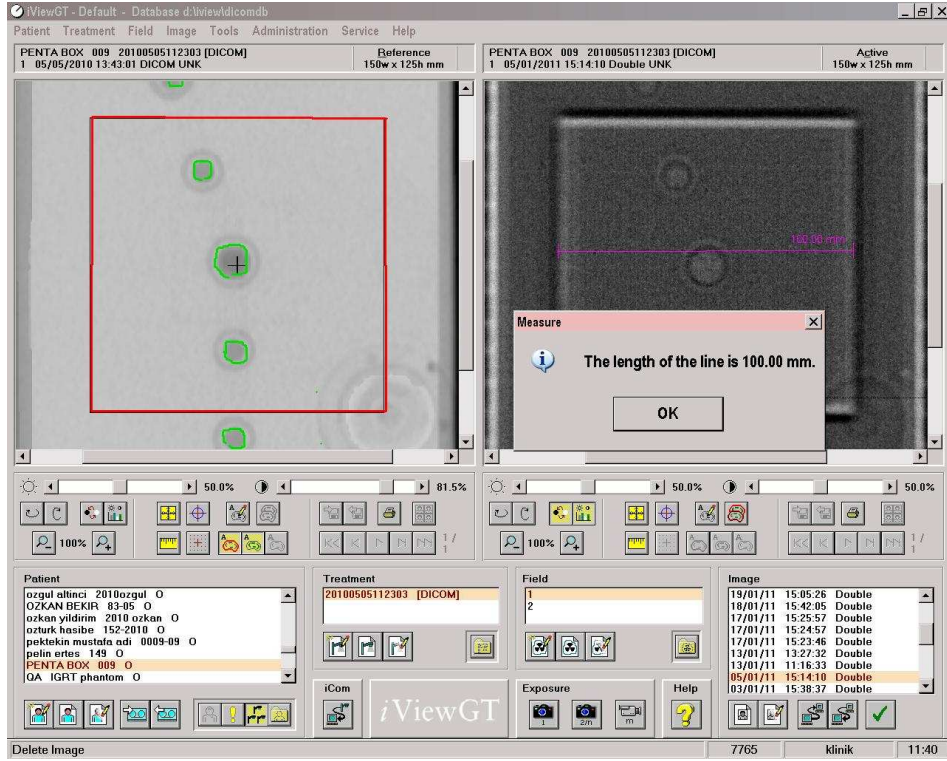 iViewGT - Default - Database d:\iview\dicomdb
Patient Treatment Field Image Tools Administration Service Help
PENTA BOX 009 20100505112303 [DICOM]
1 05/05/2010 13:43:01 DICOM UNK
Reference
150w x 125h mm
PENTA BOX 009 20100505112303 [DICOM]
1 05/01/2011 15:14:10 Double UNK
Active
150w x 125h mm
100.00 mm
Measure
The length of the line is 100.00 mm.
OK
50.0%
81.5%
50.0%
50.0%
100%
1 /
1
100%
1 /
1
Patient
ozgul altinci 2010ozgul O
OZKAN BEKIR 83-05 O
ozkan yildirim 2010 ozkan O
ozturk hasibe 152-2010 O
pektekin mustafa adi 0009-09 O
pelin ertes 149 O
PENTA BOX 009 O
QA IGRT phantom O
Treatment
20100505112303 [DICOM]
Field
1
2
Image
19/01/11 15:05:26 Double
18/01/11 15:42:05 Double
17/01/11 15:25:57 Double
17/01/11 15:24:57 Double
17/01/11 15:23:46 Double
13/01/11 13:27:32 Double
13/01/11 11:16:33 Double
05/01/11 15:14:10 Double
03/01/11 15:38:37 Double
iCom
iViewGT
Exposure
1
2/n
m
Help
Delete Image
7765
klinik
11:40